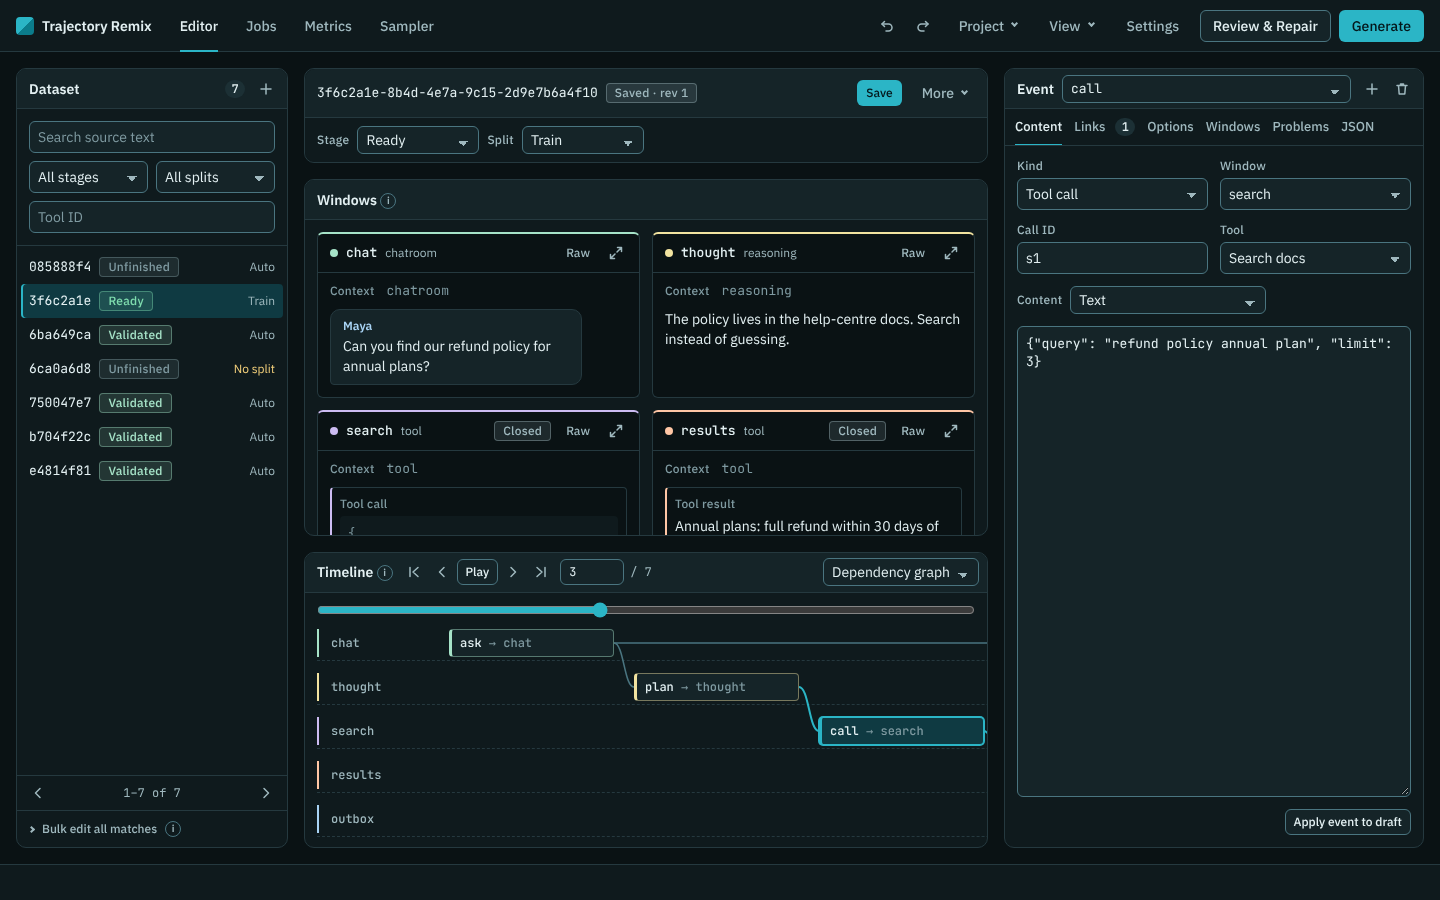 Trajectory Remix
Editor
Jobs
Metrics
Sampler
Project
View
Settings
Review & Repair
Generate
Dataset
7
Search source text
All stages
All splits
Tool ID
085888f4 Unfinished Auto
3f6c2a1e Ready Train
6ba649ca Validated Auto
6ca0a6d8 Unfinished No split
750047e7 Validated Auto
b704f22c Validated Auto
e4814f81 Validated Auto
1–7 of 7
Bulk edit all matches
3f6c2a1e-8b4d-4e7a-9c15-2d9e7b6a4f10
Saved · rev 1
Save
More
Stage
Ready
Split
Train
Windows
chat chatroom
Raw
Context chatroom
Maya
Can you find our refund policy for
annual plans?
thought reasoning
Raw
Context reasoning
The policy lives in the help-centre docs. Search
instead of guessing.
search tool
Closed
Raw
Context tool
Tool call
{
results tool
Closed
Raw
Context tool
Tool result
Annual plans: full refund within 30 days of
Timeline
Play
3
/ 7
Dependency graph
chat
ask → chat
thought
plan → thought
search
call → search
results
outbox
Event
call
Content
Links 1
Options
Windows
Problems
JSON
Kind
Window
Tool call
search
Call ID
Tool
s1
Search docs
Content
Text
{"query": "refund policy annual plan", "limit":
3}
Apply event to draft